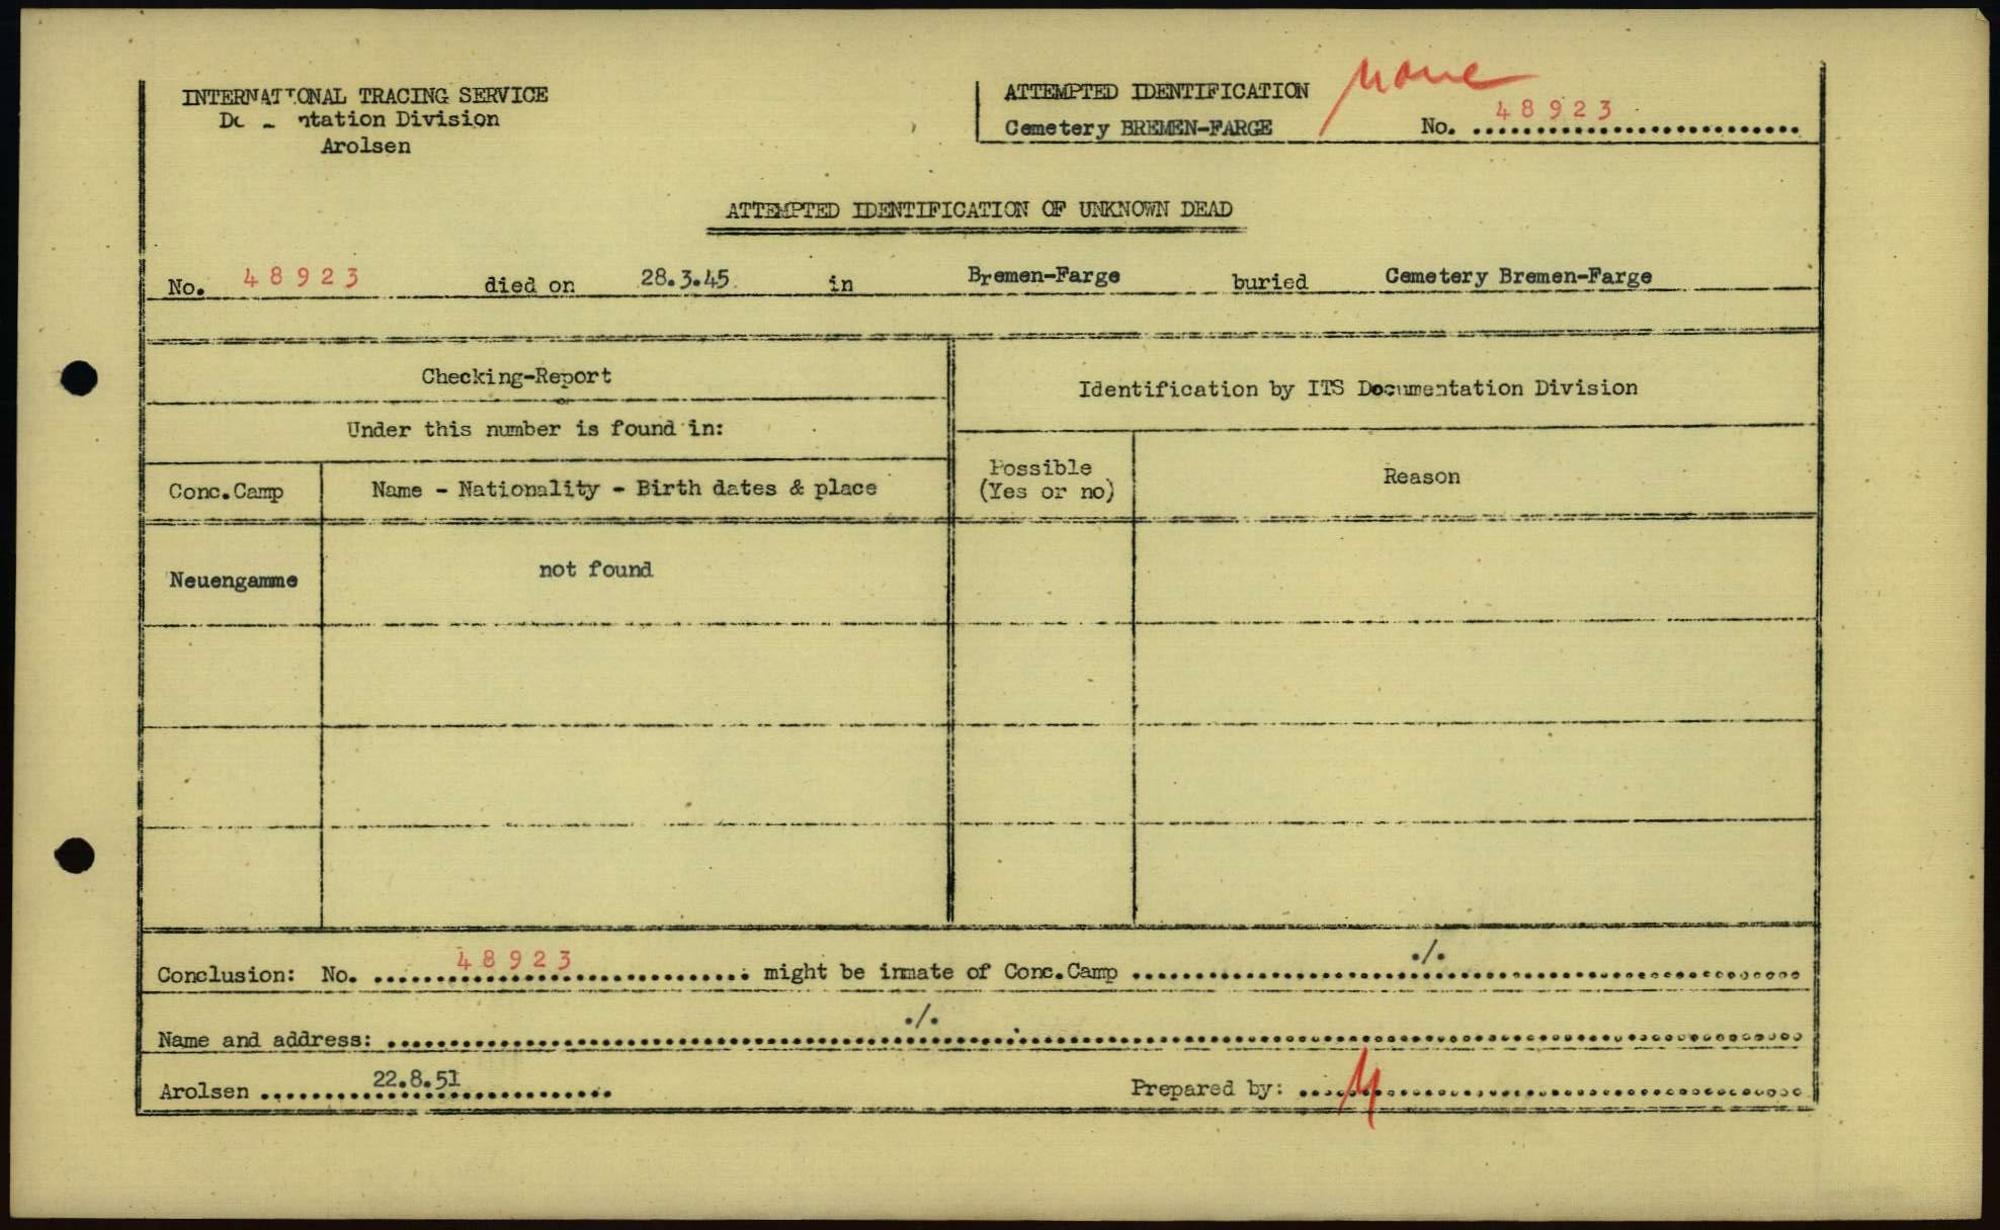 INTERNATIONAL TRACING SERVICE
Division
Arolsen
ATTEMPTED IDENTIFICATION none
Cemetery BREMEN-FARGE No. 48923
ATTEMPTED IDENTIFICATION OF UNKNOWN DEAD
No. 48923 died on 28.3.45 in Bremen-Farge buried Cemetery Bremen-Farge
Checking-Report
Identification by ITS Documentation Division
Under this number is found in:
Conc.Camp Name - Nationality - Birth dates & place
Possible
(Yes or no)
Reason
Neuengamme not found
Conclusion: No. 48923 might be inmate of Conc.Camp ./.
Name and address: ./.
Arolsen 22.8.51 Prepared by: